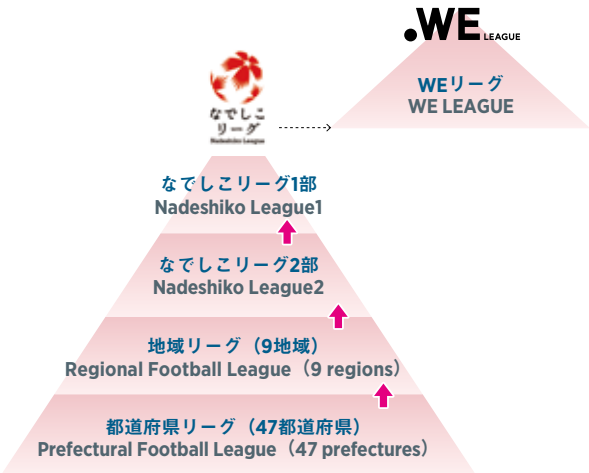 .WE LEAGUE
WEリーグ
WE LEAGUE
なでしこ
リーグ
Nadeshiko League
なでしこリーグ1部
Nadeshiko League1
なでしこリーグ2部
Nadeshiko League2
地域リーグ（9地域）
Regional Football League（9 regions）
都道府県リーグ（47都道府県）
Prefectural Football League（47 prefectures）